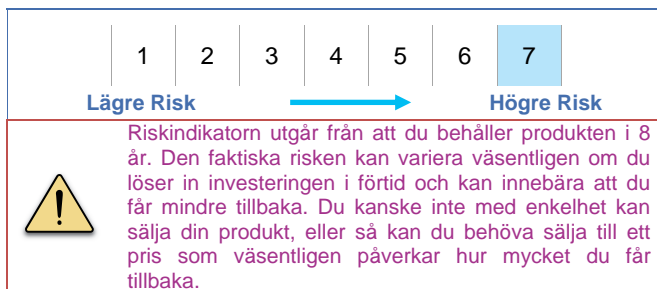 1 2 3 4 5 6 7
Lägre Risk Högre Risk
Riskindikatorn utgår från att du behåller produkten i 8
år. Den faktiska risken kan variera väsentligen om du
löser in investeringen i förtid och kan innebära att du
får mindre tillbaka. Du kanske inte med enkelhet kan
sälja din produkt, eller så kan du behöva sälja till ett
pris som väsentligen påverkar hur mycket du får
tillbaka.